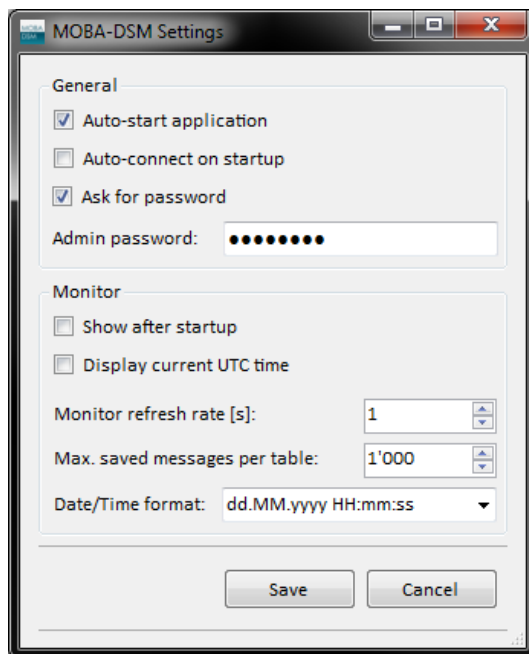 MOBA-DSM Settings
General
Auto-start application
Auto-connect on startup
Ask for password
Admin password: ●●●●●●●●
Monitor
Show after startup
Display current UTC time
Monitor refresh rate [s]: 1
Max. saved messages per table: 1'000
Date/Time format: dd.MM.yyyy HH:mm:ss
Save Cancel